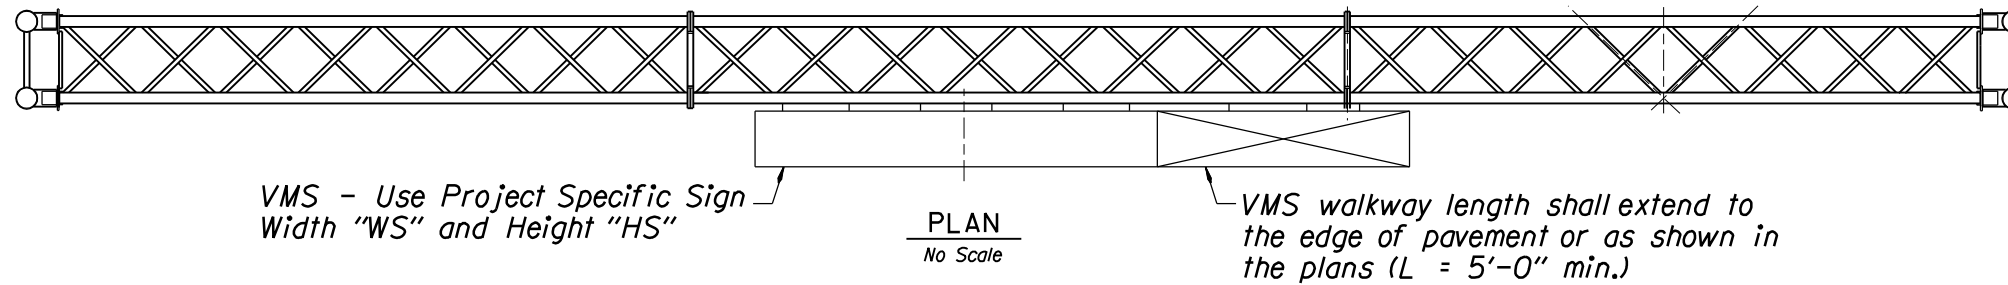 VMS - Use Project Specific Sign
Width "WS" and Height "HS"
PLAN
No Scale
VMS walkway length shall extend to
the edge of pavement or as shown in
the plans (L = 5'-0" min.)